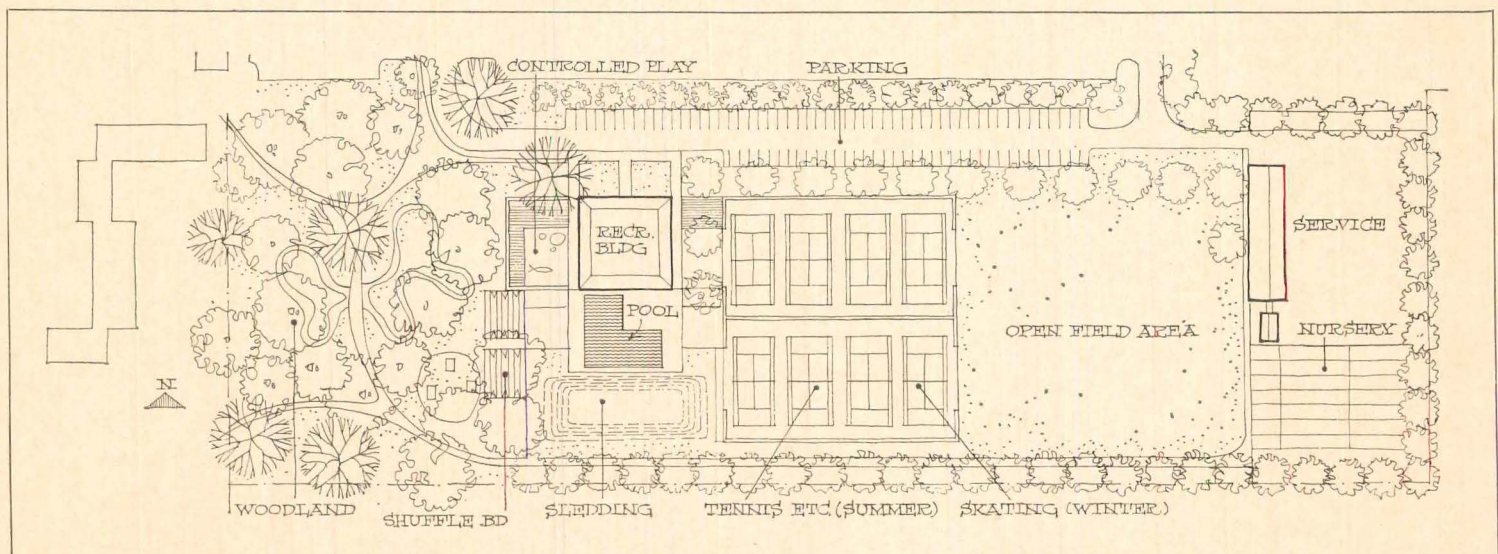 CONTROLLED PLAY
PARKING
RECR.
BLDG
SERVICE
POOL
OPEN FIELD AREA
NURSERY
N
WOODLAND
SHUFFLE BD
SLEDDING
TENNIS ETC. (SUMMER)
SKATING (WINTER)